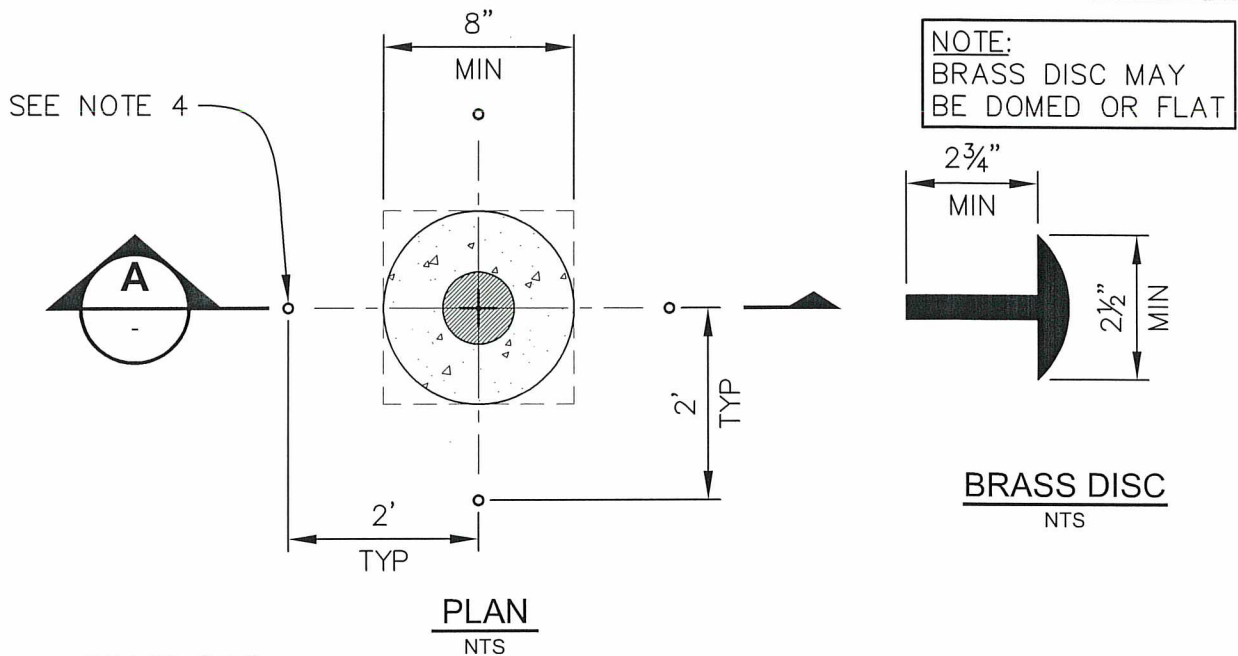 8"
MIN
SEE NOTE 4
NOTE:
BRASS DISC MAY
BE DOMED OR FLAT
2¾"
MIN
A
-
2½"
MIN
2'
TYP
2'
TYP
BRASS DISC
NTS
PLAN
NTS